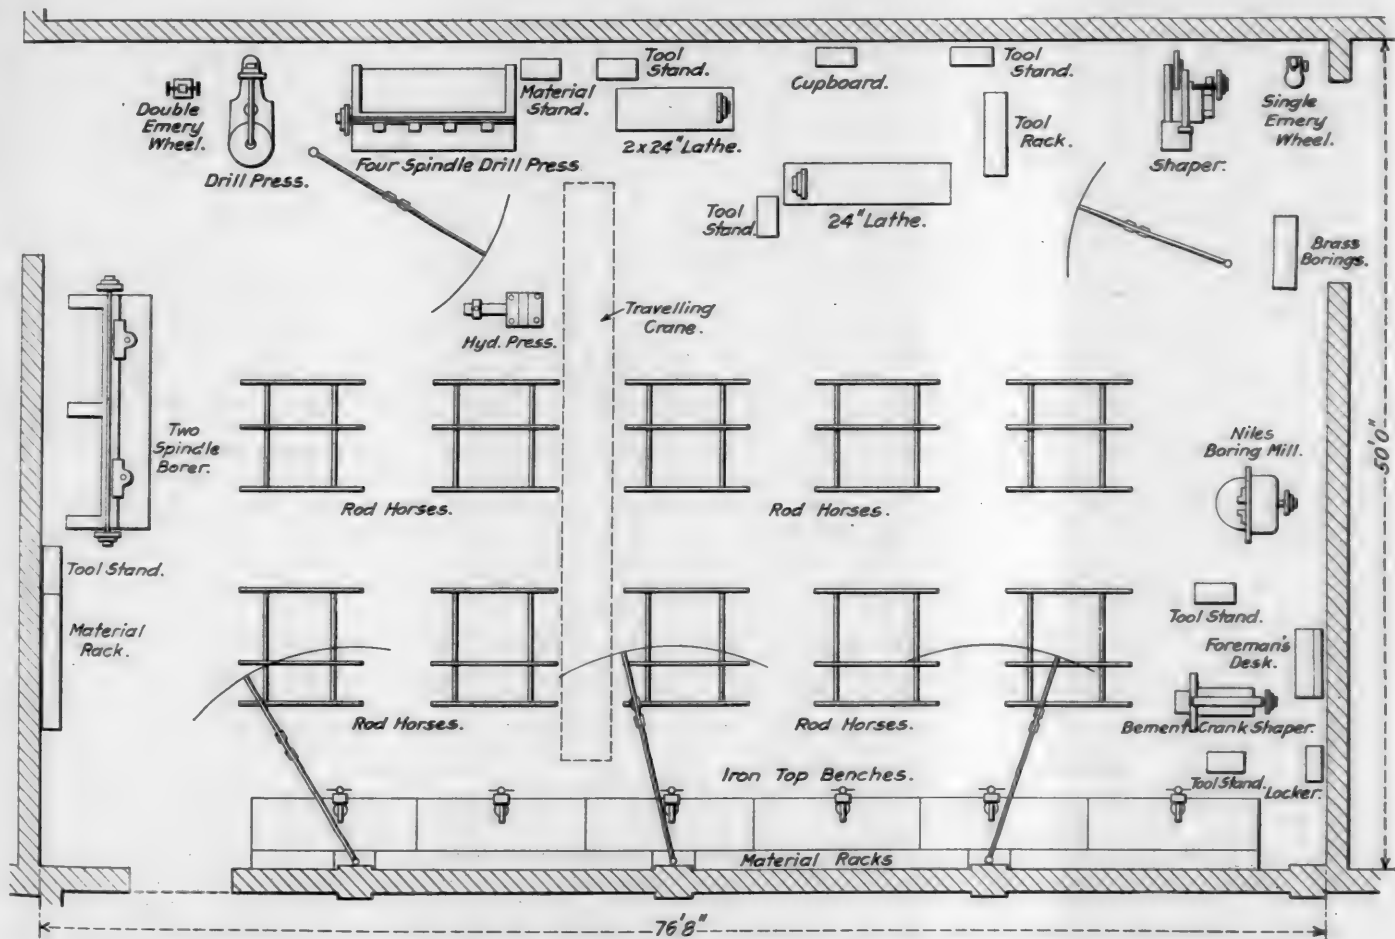 Double
Emery
Wheel.
Drill Press.
Four Spindle Drill Press
Material
Stand.
Tool
Stand.
2x24"Lathe.
Cupboard.
Tool
Stand.
Tool
Rack.
Shaper.
Single
Emery
Wheel.
Tool
Stand.
24"Lathe.
Brass
Borings.
Travelling
Crane.
Hyd. Press.
Two
Spindle
Borer.
Niles
Boring Mill.
50'0"
Rod Horses.
Rod Horses.
Tool Stand.
Material
Rack.
Tool Stand.
Foreman's
Desk.
Rod Horses.
Rod Horses.
Bement Crank Shaper.
Iron Top Benches.
Tool Stand.
Locker.
Material Racks
76'8"